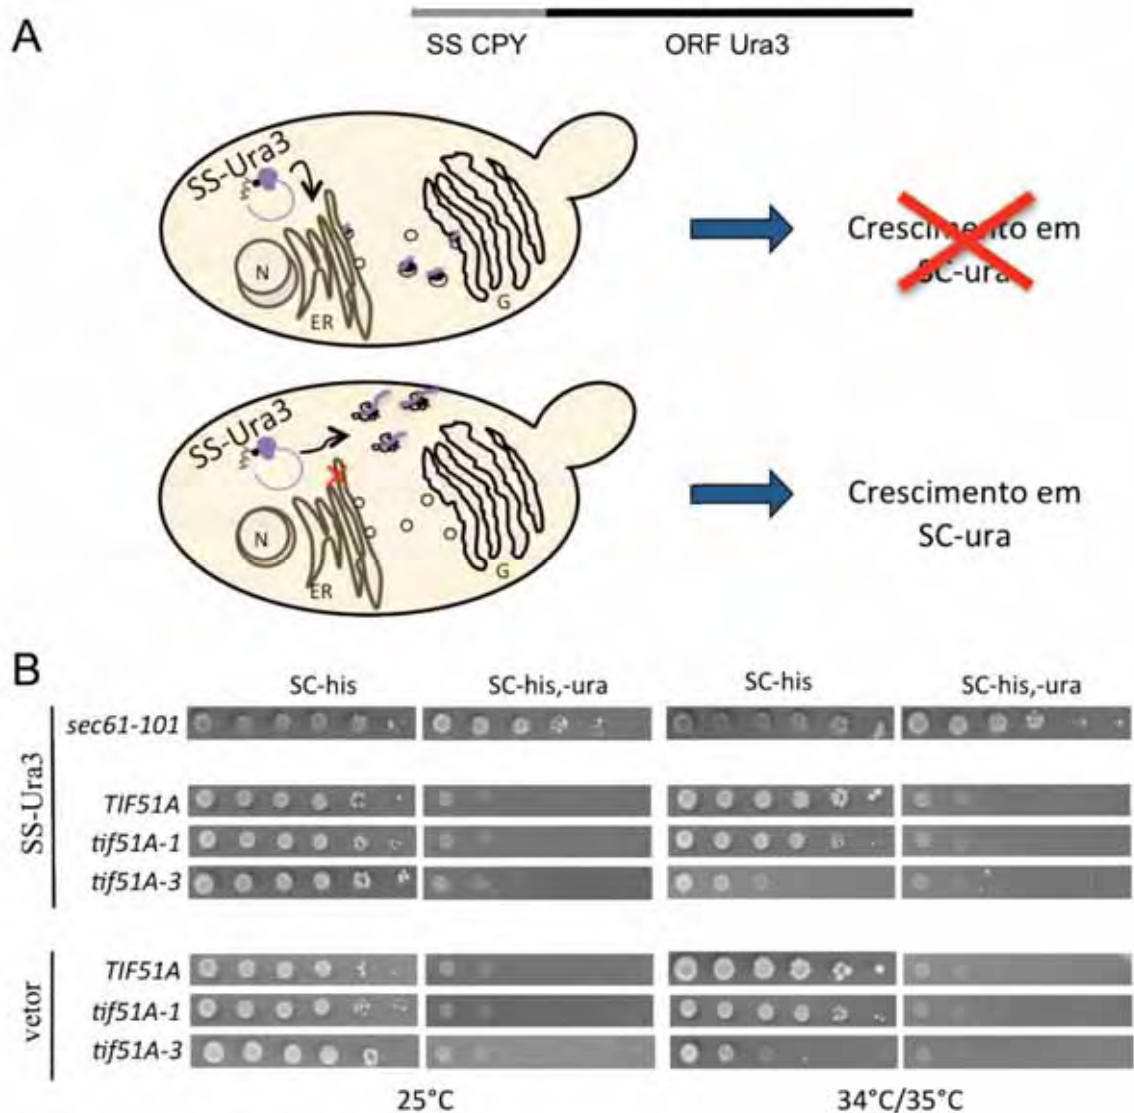 A
SS CPY ORF Ura3
SS-Ura3
N
ER
G
Crescimento em
SC-ura
SS-Ura3
N
ER
G
Crescimento em
SC-ura
B
SC-his SC-his,-ura SC-his SC-his,-ura
SS-Ura3
sec61-101
TIF51A
tif51A-1
tif51A-3
vetor
TIF51A
tif51A-1
tif51A-3
25°C 34°C/35°C